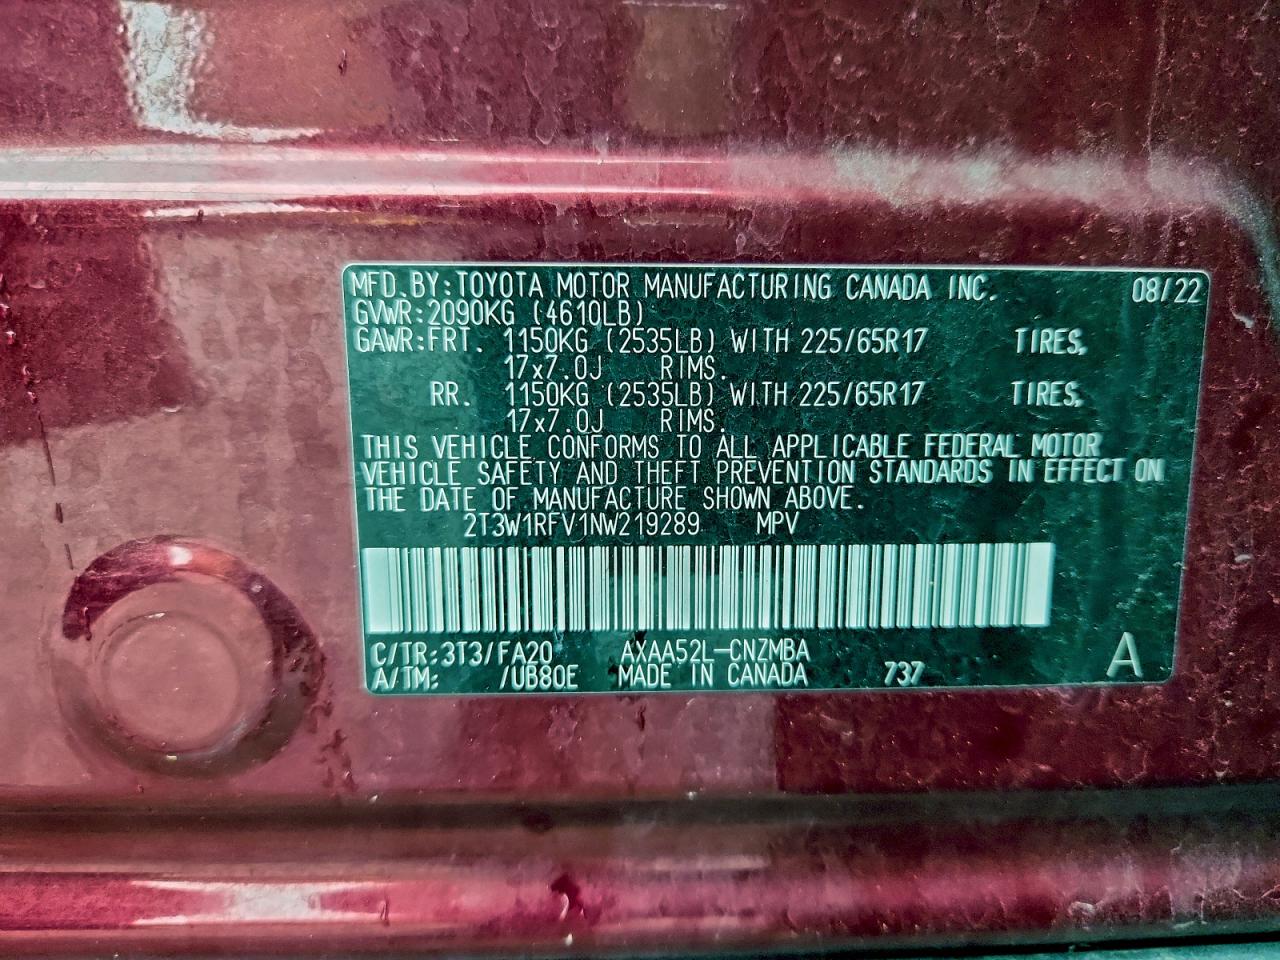 MFD.BY:TOYOTA MOTOR MANUFACTURING CANADA INC. 08/22
GVWR:2090KG (4610LB)
GAWR:FRT. 1150KG (2535LB) WITH 225/65R17 TIRES,
17x7.0J RIMS.
RR. 1150KG (2535LB) WITH 225/65R17 TIRES,
17x7.0J RIMS.
THIS VEHICLE CONFORMS TO ALL APPLICABLE FEDERAL MOTOR
VEHICLE SAFETY AND THEFT PREVENTION STANDARDS IN EFFECT ON
THE DATE OF MANUFACTURE SHOWN ABOVE.
2T3W1RFV1NW219289 MPV
C/TR:3T3/FA20 AXAA52L-CNZMBA
A/TM: /UB80E MADE IN CANADA 737 A